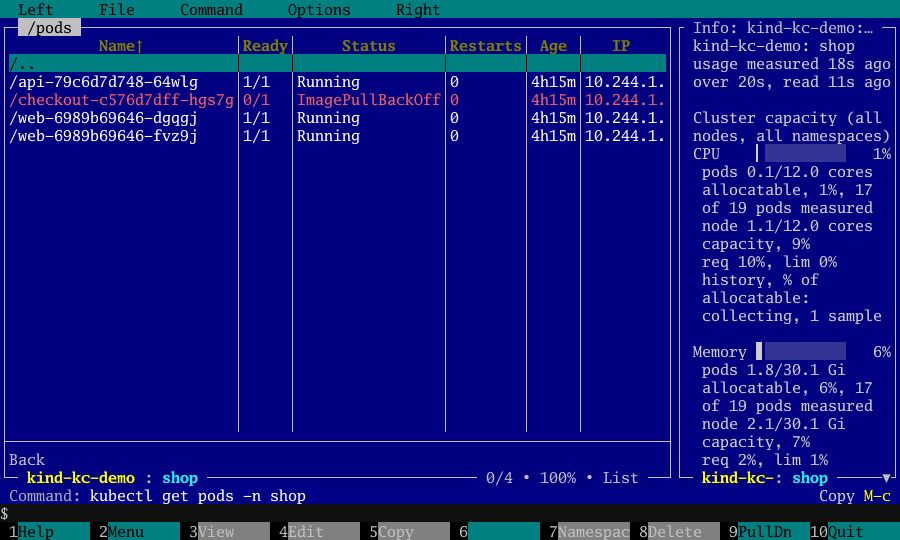 Left File Command Options Right
/pods
Name↑ Ready Status Restarts Age IP
/..
/api-79c6d7d748-64wlg 1/1 Running 0 4h15m 10.244.1.
/checkout-c576d7dff-hgs7g 0/1 ImagePullBackOff 0 4h15m 10.244.1.
/web-6989b69646-dgqgj 1/1 Running 0 4h15m 10.244.1.
/web-6989b69646-fvz9j 1/1 Running 0 4h15m 10.244.1.
Back
kind-kc-demo : shop 0/4 • 100% • List
Info: kind-kc-demo:…
kind-kc-demo: shop
usage measured 18s ago
over 20s, read 11s ago
Cluster capacity (all
nodes, all namespaces)
CPU 1%
pods 0.1/12.0 cores
allocatable, 1%, 17
of 19 pods measured
node 1.1/12.0 cores
capacity, 9%
req 10%, lim 0%
history, % of
allocatable:
collecting, 1 sample
Memory 6%
pods 1.8/30.1 Gi
allocatable, 6%, 17
of 19 pods measured
node 2.1/30.1 Gi
capacity, 7%
req 2%, lim 1%
kind-kc-: shop ▼
Command: kubectl get pods -n shop Copy M-c
$
1Help 2Menu 3View 4Edit 5Copy 6 7Namespac 8Delete 9PullDn 10Quit